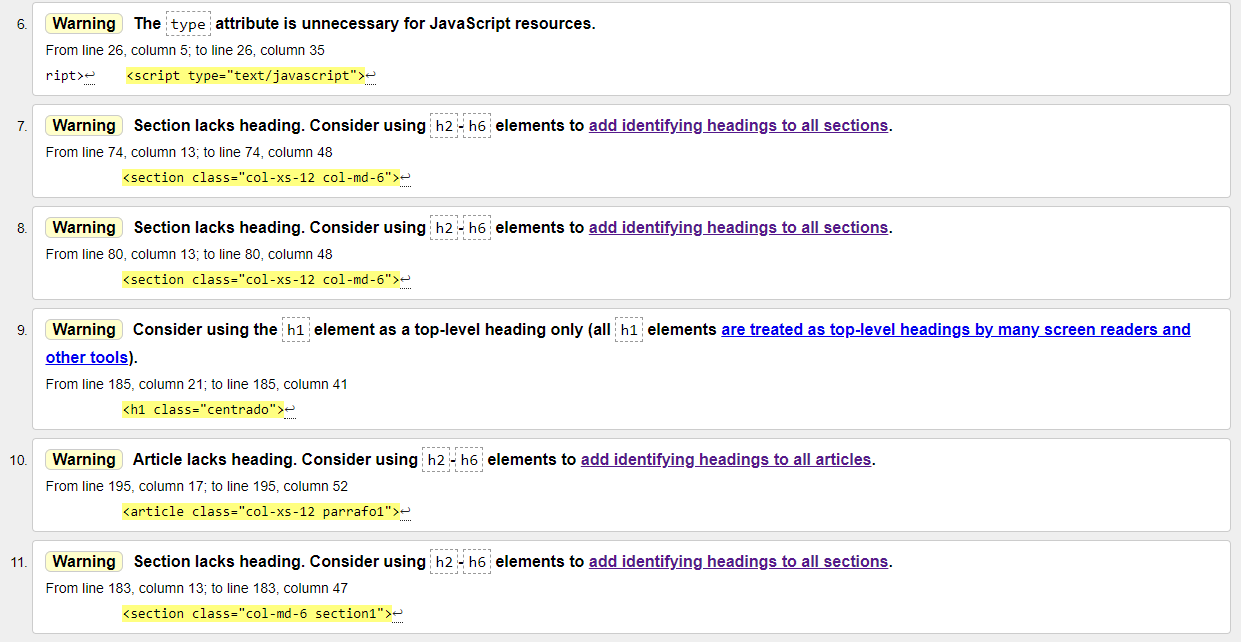 6. Warning The type attribute is unnecessary for JavaScript resources.
From line 26, column 5; to line 26, column 35
ript>↩ <script type="text/javascript">↩
7. Warning Section lacks heading. Consider using h2-h6 elements to add identifying headings to all sections.
From line 74, column 13; to line 74, column 48
<section class="col-xs-12 col-md-6">↩
8. Warning Section lacks heading. Consider using h2-h6 elements to add identifying headings to all sections.
From line 80, column 13; to line 80, column 48
<section class="col-xs-12 col-md-6">↩
9. Warning Consider using the h1 element as a top-level heading only (all h1 elements are treated as top-level headings by many screen readers and
other tools).
From line 185, column 21; to line 185, column 41
<h1 class="centrado">↩
10. Warning Article lacks heading. Consider using h2-h6 elements to add identifying headings to all articles.
From line 195, column 17; to line 195, column 52
<article class="col-xs-12 parrafo1">↩
11. Warning Section lacks heading. Consider using h2-h6 elements to add identifying headings to all sections.
From line 183, column 13; to line 183, column 47
<section class="col-md-6 section1">↩